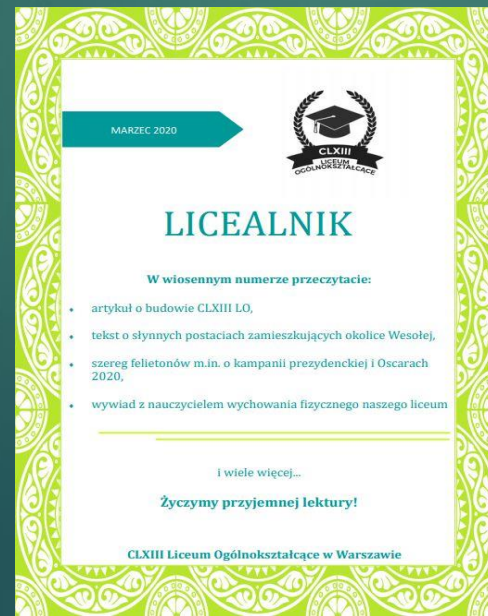 MARZEC 2020
CLXIII
LICEUM
OGÓLNOKSZTAŁCĄCE
LICEALNIK
W wiosennym numerze przeczytacie:
• artykuł o budowie CLXIII LO,
• tekst o słynnych postaciach zamieszkujących okolice Wesołej,
• szereg felietonów m.in. o kampanii prezydenckiej i Oscarach
2020,
• wywiad z nauczycielem wychowania fizycznego naszego liceum
i wiele więcej...
Życzymy przyjemnej lektury!
CLXIII Liceum Ogólnokształcące w Warszawie